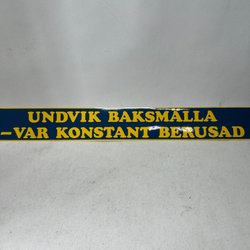 UNDVIK BAKSMÄLLA
–VAR KONSTANT BERUSAD